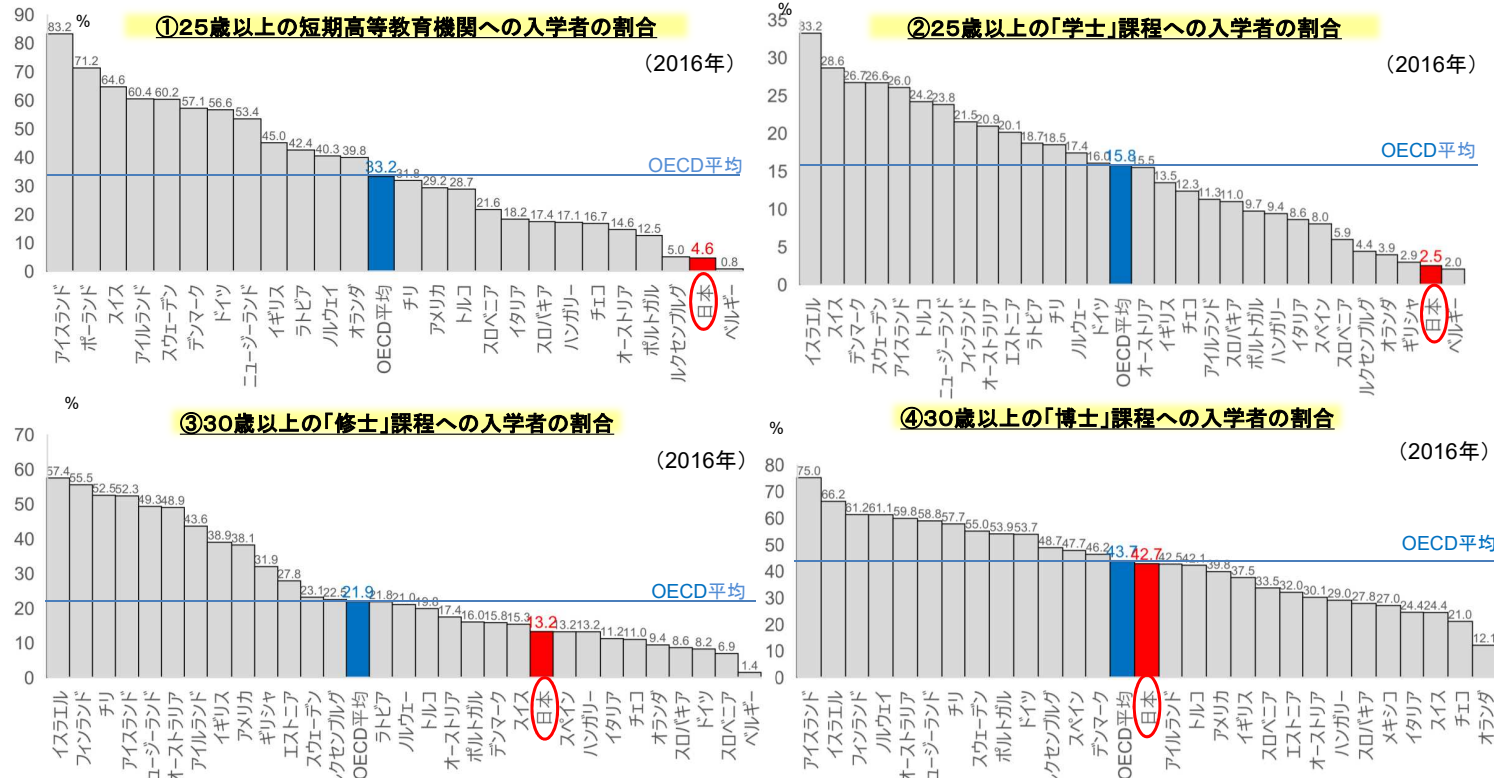 ①25歳以上の短期高等教育機関への入学者の割合
（2016年）
%
90
80
70
60
50
40
30
20
10
0
83.2 71.2 64.6 60.4 60.2 57.1 56.6 53.4 45.0 42.4 40.3 39.8 33.2 31.8 29.2 28.7 21.6 18.2 17.4 17.1 16.7 14.6 12.5 5.0 4.6 0.8
OECD平均
アイスランド
ポーランド
スイス
アイルランド
スウェーデン
デンマーク
ドイツ
ニュージーランド
イギリス
ラトビア
ノルウェイ
オランダ
OECD平均
チリ
アメリカ
トルコ
スロベニア
イタリア
スロバキア
ハンガリー
チェコ
オーストリア
ポルトガル
ルクセンブルグ
日本
ベルギー
②25歳以上の｢学士｣課程への入学者の割合
（2016年）
%
35
30
25
20
15
10
5
0
33.2 28.6 26.7 26.6 26.0 24.2 23.8 21.5 20.9 20.1 18.7 18.5 17.4 16.0 15.8 15.5 13.5 12.3 11.3 11.0 9.7 9.4 8.6 8.0 5.9 4.4 3.9 2.9 2.5 2.0
OECD平均
イスラエル
スイス
デンマーク
スウェーデン
アイスランド
トルコ
ニュージーランド
フィンランド
オーストラリア
エストニア
ラトビア
チリ
ノルウェー
ドイツ
OECD平均
オーストリア
イギリス
チェコ
アイルランド
スロバキア
ポルトガル
ハンガリー
イタリア
スペイン
スロベニア
ルクセンブルグ
オランダ
ギリシャ
日本
ベルギー
③30歳以上の｢修士｣課程への入学者の割合
（2016年）
%
70
60
50
40
30
20
10
0
57.4 55.5 52.5 52.3 49.3 48.9 43.6 38.9 38.1 31.9 27.8 23.1 22.5 21.9 21.8 21.0 19.8 17.4 16.0 15.8 15.3 13.2 13.2 13.2 11.2 11.0 9.4 8.6 8.2 6.9 1.4
OECD平均
イスラエル
フィンランド
チリ
アイスランド
ュージーランド
オーストラリア
アイルランド
イギリス
アメリカ
ギリシャ
エストニア
スウェーデン
クセンブルグ
OECD平均
ラトビア
ノルウェー
トルコ
オーストリア
ポルトガル
デンマーク
スイス
日本
スペイン
ハンガリー
イタリア
チェコ
オランダ
スロバキア
ドイツ
スロベニア
ベルギー
④30歳以上の｢博士｣課程への入学者の割合
（2016年）
%
80
70
60
50
40
30
20
10
0
75.0 66.2 61.2 61.1 59.8 58.8 57.7 55.0 53.9 53.7 48.7 47.7 46.2 43.7 42.7 42.5 42.1 39.8 37.5 33.5 32.0 30.1 29.0 27.8 27.0 24.4 24.4 21.0 12.1
OECD平均
アイスランド
イスラエル
フィンランド
ノルウェイ
オーストラリア
ュージーランド
チリ
スウェーデン
ポルトガル
ドイツ
クセンブルグ
スペイン
デンマーク
OECD平均
日本
アイルランド
トルコ
アメリカ
イギリス
スロベニア
エストニア
オーストリア
ハンガリー
スロバキア
メキシコ
イタリア
スイス
チェコ
オランダ